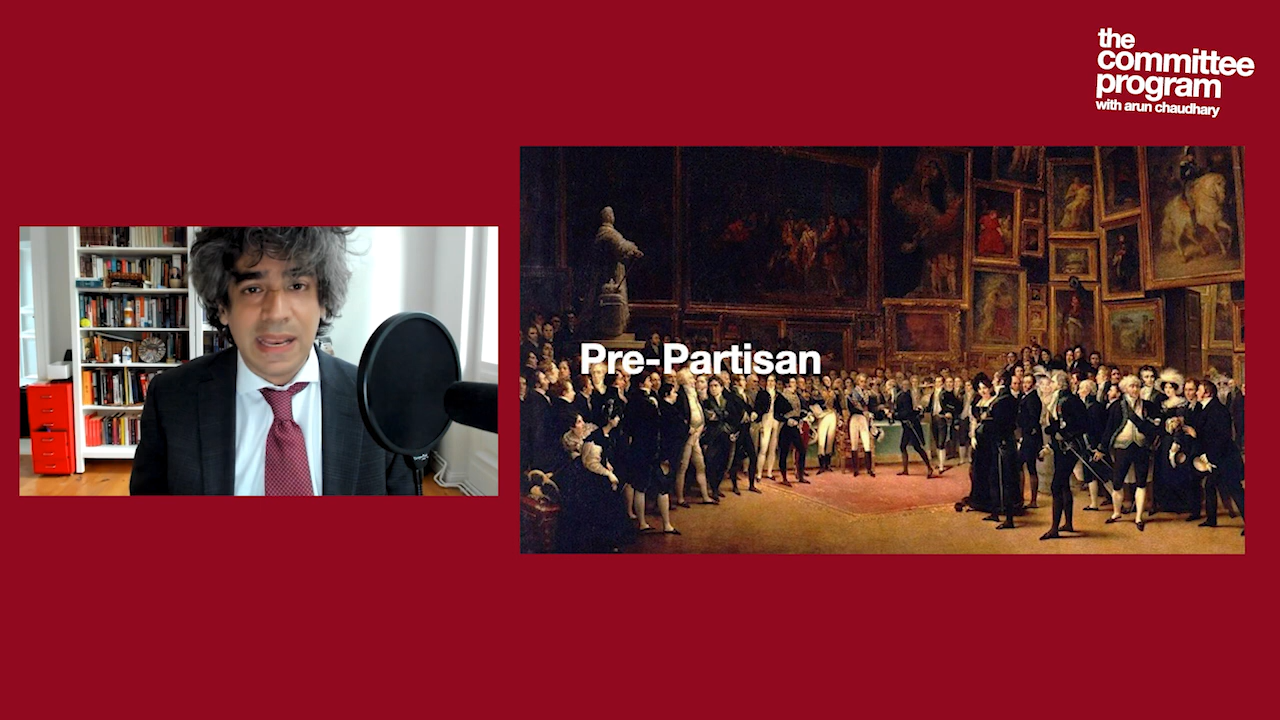 the
committee
program
with arun chaudhary
Pre-Partisan